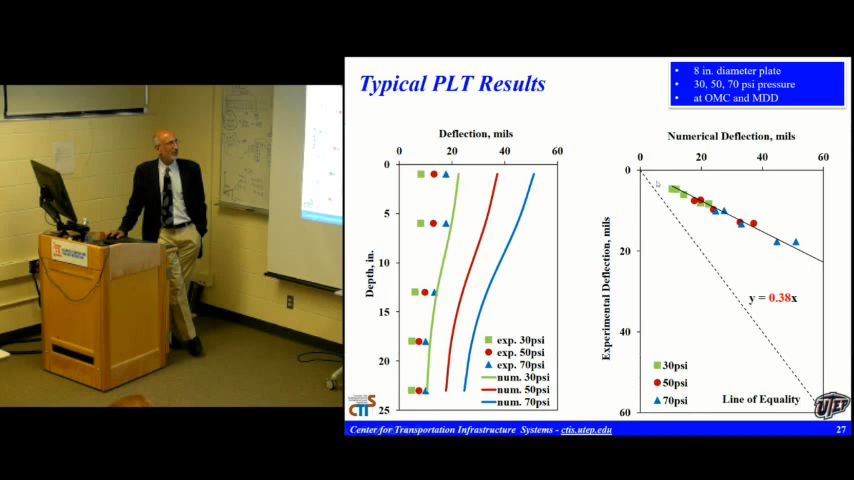 Typical PLT Results
• 8 in. diameter plate
• 30, 50, 70 psi pressure
• at OMC and MDD
Deflection, mils
0 20 40 60
Depth, in.
0
5
10
15
20
25
exp. 30psi
exp. 50psi
exp. 70psi
num. 30psi
num. 50psi
num. 70psi
Numerical Deflection, mils
0 20 40 60
Experimental Deflection, mils
0
20
40
60
y = 0.38x
30psi
50psi
70psi
Line of Equality
CTIS
UTEP
Center for Transportation Infrastructure Systems - ctis.utep.edu
27